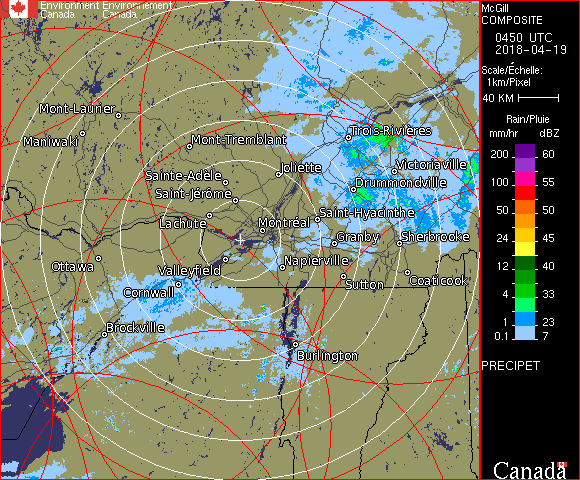 Environment Environnement
Canada Canada
Mont-Laurier
Maniwaki
Mont-Tremblant
Trois-Rivières
Joliette
Victoriaville
Sainte-Adèle
Drummondville
Saint-Jérôme
Saint-Hyacinthe
Lachute
Montréal
Granby
Sherbrooke
Ottawa
Valleyfield
Napierville
Cornwall
Sutton
Coaticook
Brockville
Burlington
McGill
COMPOSITE
0450 UTC
2018-04-19
Scale/Échelle:
1km/Pixel
40 KM
Rain/Pluie
mm/hr dBZ
200 60
100 55
50 50
24 45
12 40
4 33
1 23
0.1 7
PRECIPET
Canada